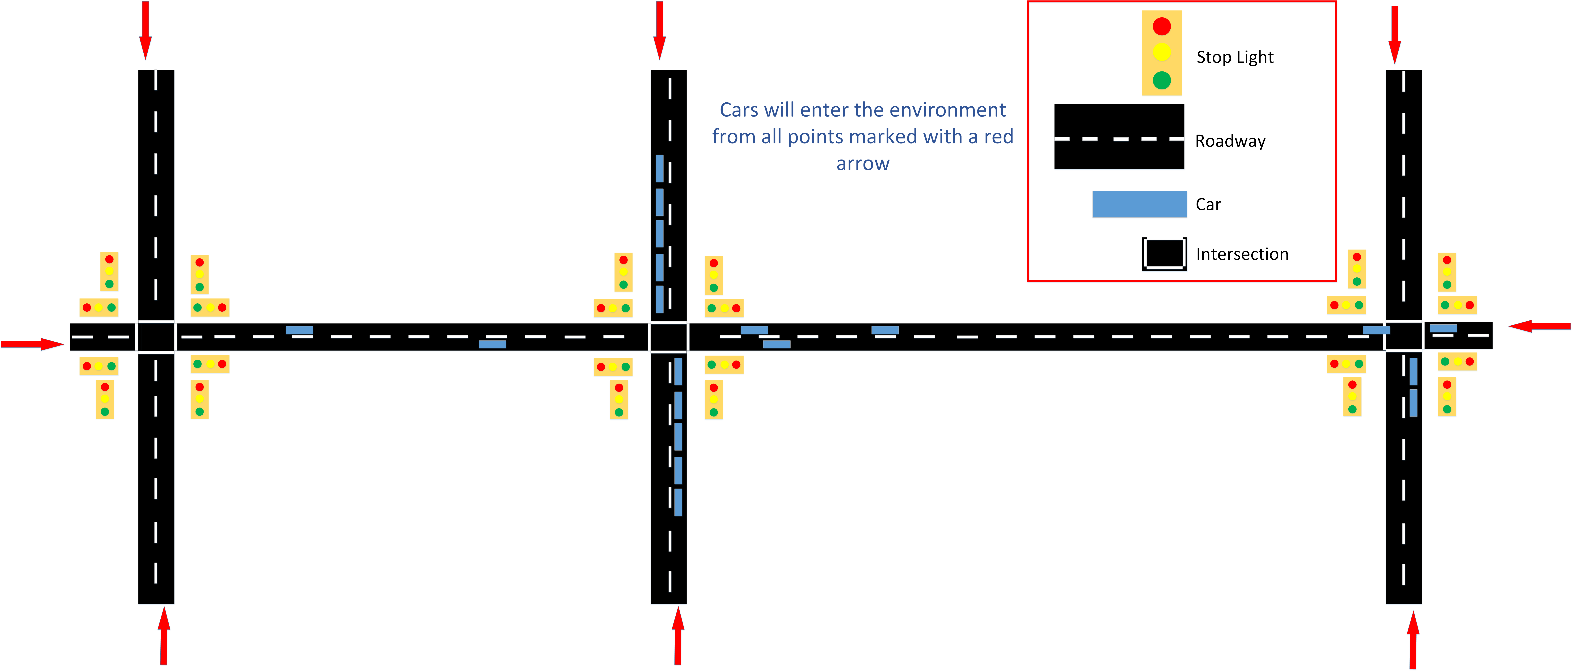 Cars will enter the environment
from all points marked with a red
arrow
Stop Light
Roadway
Car
Intersection